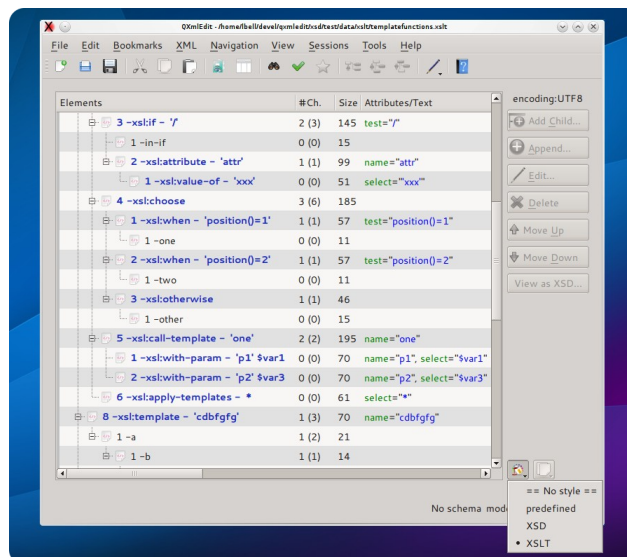 QXmlEdit - /home/lbell/devel/qxmledit/xsd/test/data/xslt/templatefunctions.xslt
File Edit Bookmarks XML Navigation View Sessions Tools Help
Elements #Ch. Size Attributes/Text
encoding:UTF8
3 -xsl:if - '/' 2 (3) 145 test="/"
Add Child...
1 -in-if 0 (0) 15
Append...
2 -xsl:attribute - 'attr' 1 (1) 99 name="attr"
1 -xsl:value-of - 'xxx' 0 (0) 51 select="'xxx'"
Edit...
4 -xsl:choose 3 (6) 185
Delete
1 -xsl:when - 'position()=1' 1 (1) 57 test="position()=1"
Move Up
1 -one 0 (0) 11
2 -xsl:when - 'position()=2' 1 (1) 57 test="position()=2"
Move Down
1 -two 0 (0) 11
View as XSD...
3 -xsl:otherwise 1 (1) 46
1 -other 0 (0) 15
5 -xsl:call-template - 'one' 2 (2) 195 name="one"
1 -xsl:with-param - 'p1' $var1 0 (0) 70 name="p1", select="$var1"
2 -xsl:with-param - 'p2' $var3 0 (0) 70 name="p2", select="$var3"
6 -xsl:apply-templates - * 0 (0) 61 select="*"
8 -xsl:template - 'cdbfgfg' 1 (3) 70 name="cdbfgfg"
1 -a 1 (2) 21
1 -b 1 (1) 14
== No style ==
No schema mode
predefined
XSD
XSLT